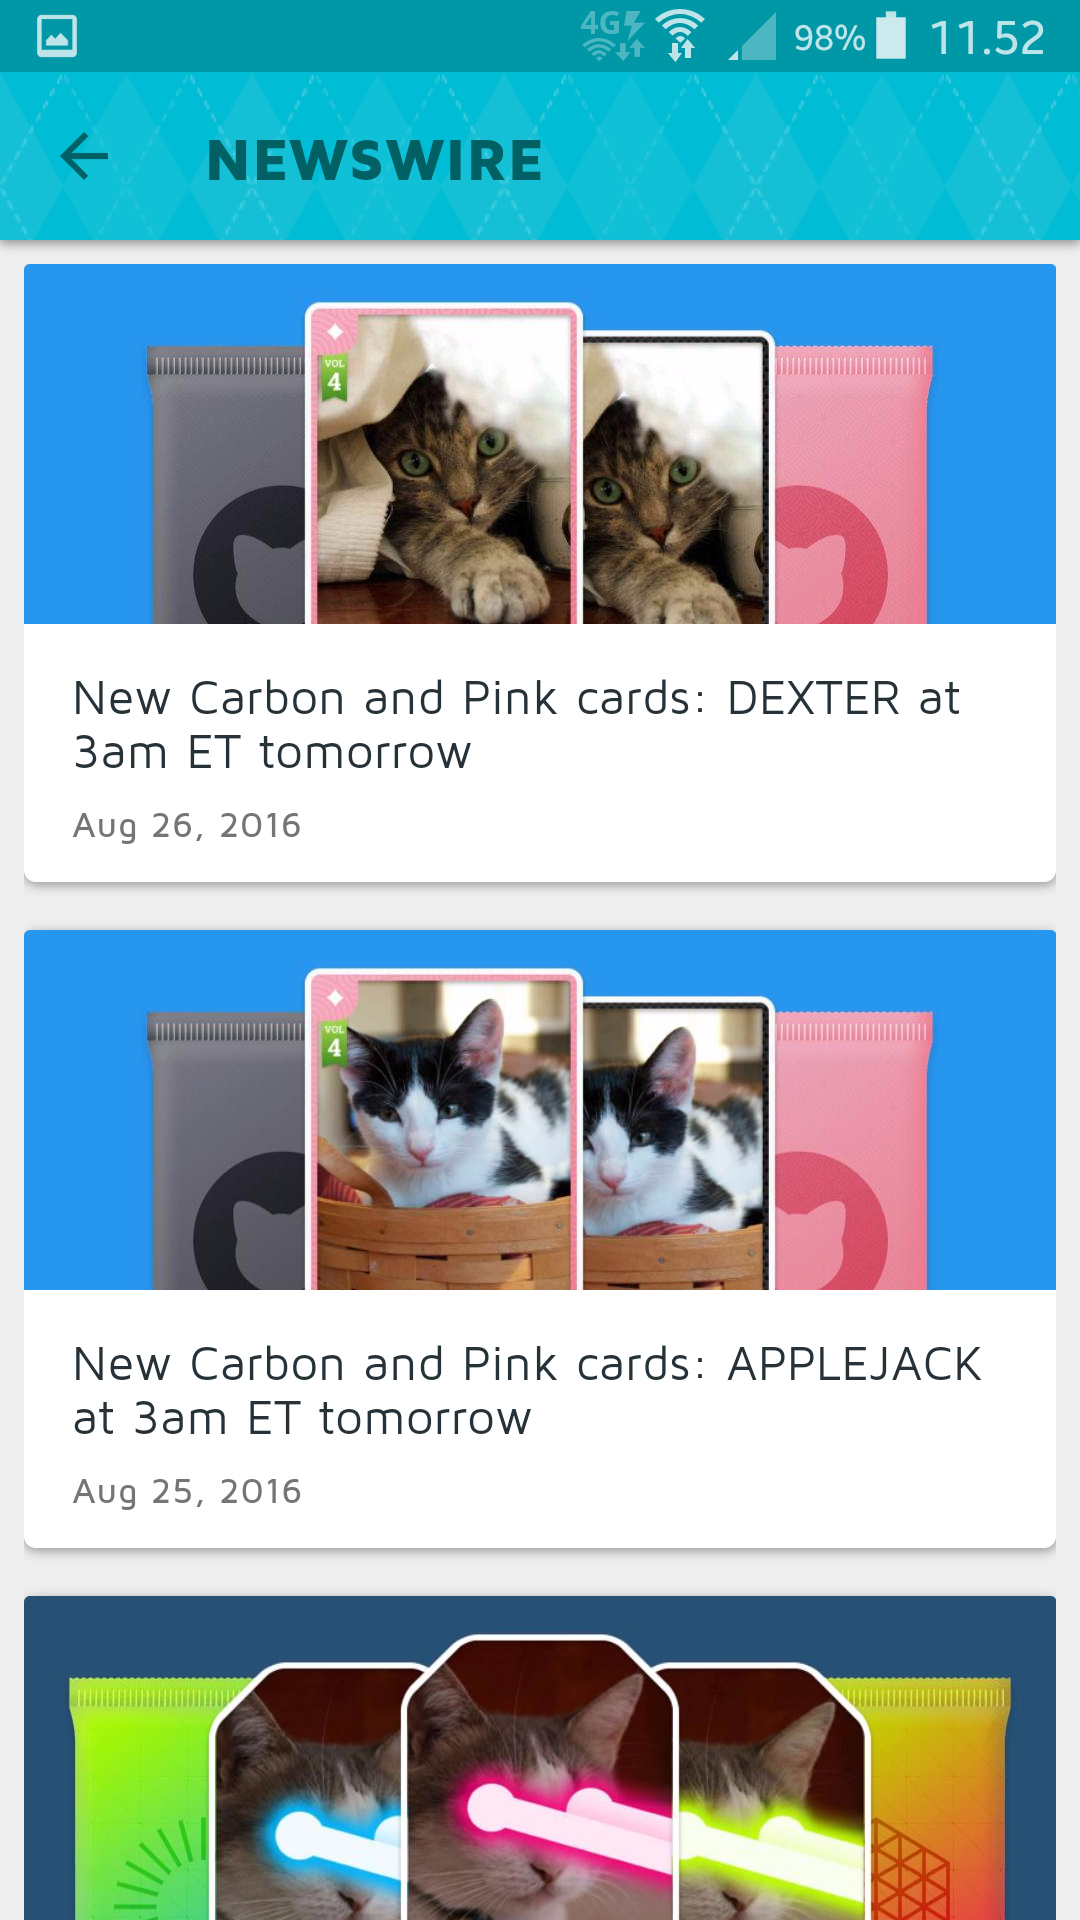 4G 98% 11.52
NEWSWIRE
VOL
4
New Carbon and Pink cards: DEXTER at
3am ET tomorrow
Aug 26, 2016
VOL
4
New Carbon and Pink cards: APPLEJACK
at 3am ET tomorrow
Aug 25, 2016